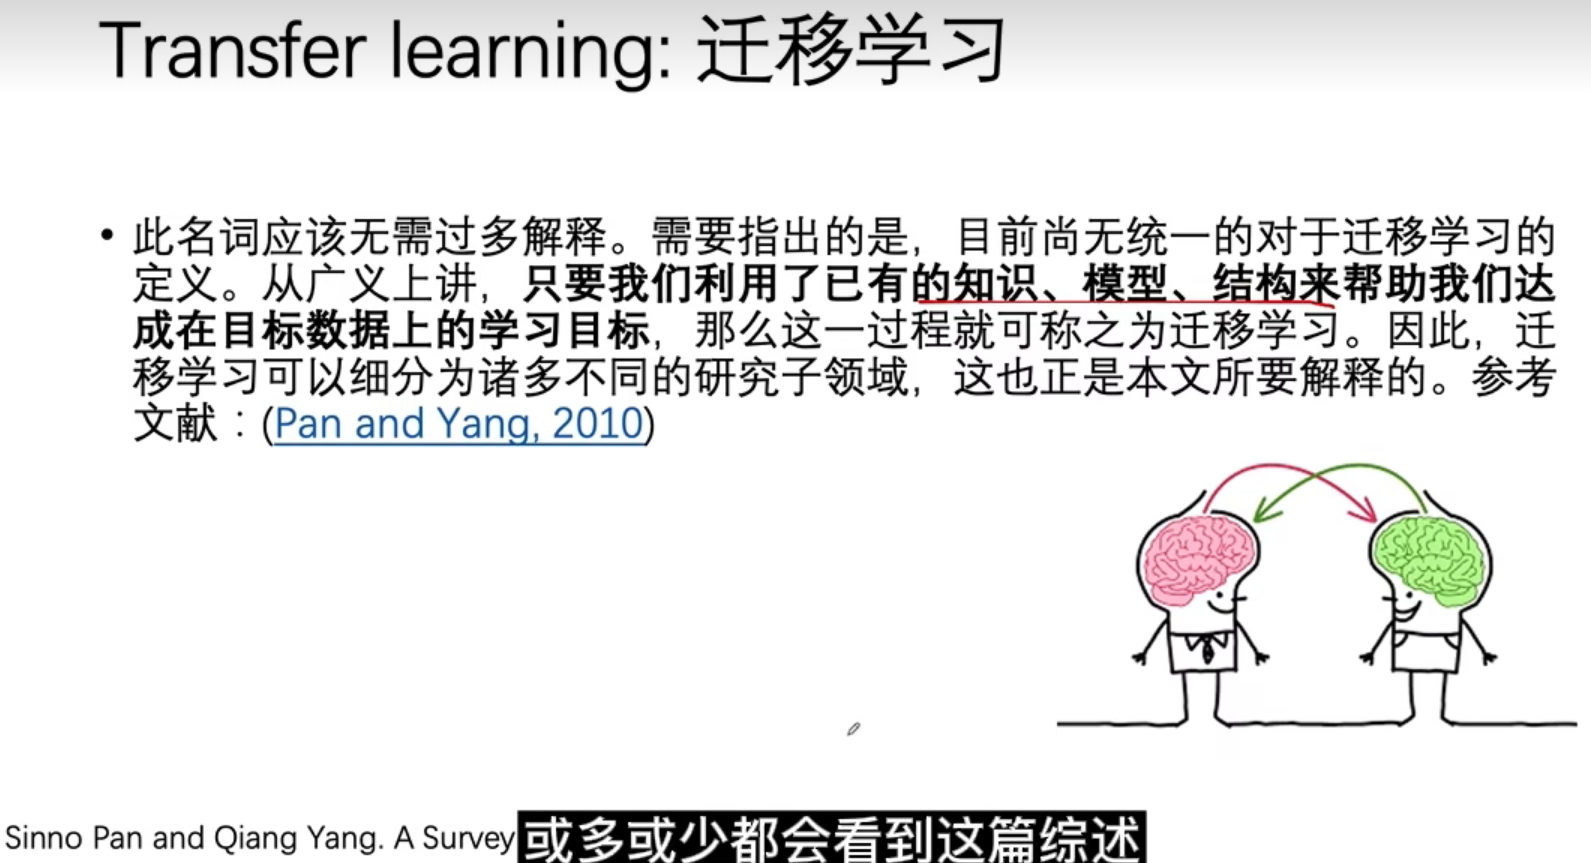 Transfer learning: 迁移学习
• 此名词应该无需过多解释。需要指出的是，目前尚无统一的对于迁移学习的
定义。从广义上讲，只要我们利用了已有的知识、模型、结构来帮助我们达
成在目标数据上的学习目标，那么这一过程就可称之为迁移学习。因此，迁
移学习可以细分为诸多不同的研究子领域，这也正是本文所要解释的。参考
文献：(Pan and Yang, 2010)
Sinno Pan and Qiang Yang. A Survey
或多或少都会看到这篇综述